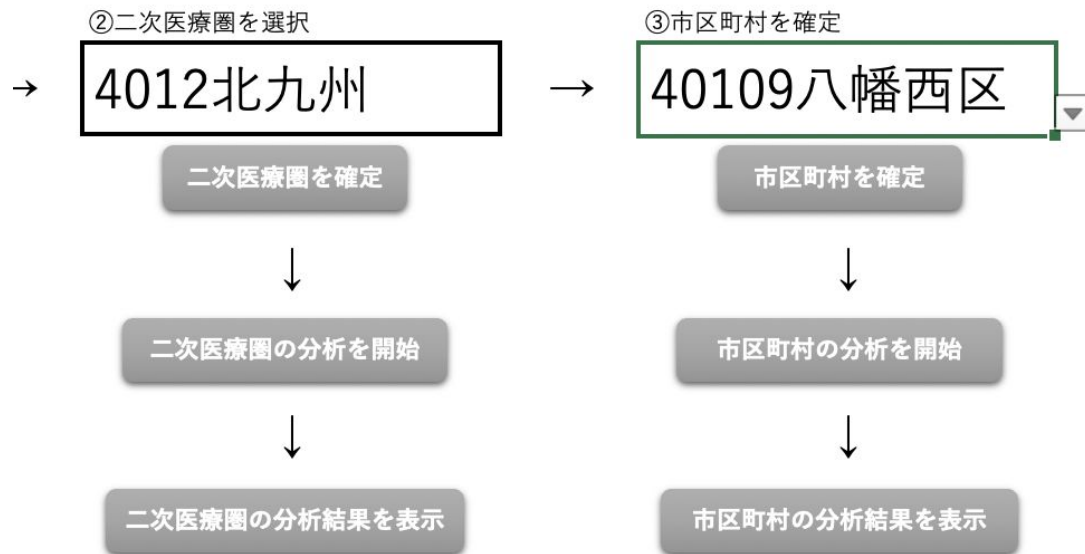 ②二次医療圏を選択
③市区町村を確定
→
4012北九州
→
40109八幡西区
二次医療圏を確定
市区町村を確定
↓
↓
二次医療圏の分析を開始
市区町村の分析を開始
↓
↓
二次医療圏の分析結果を表示
市区町村の分析結果を表示